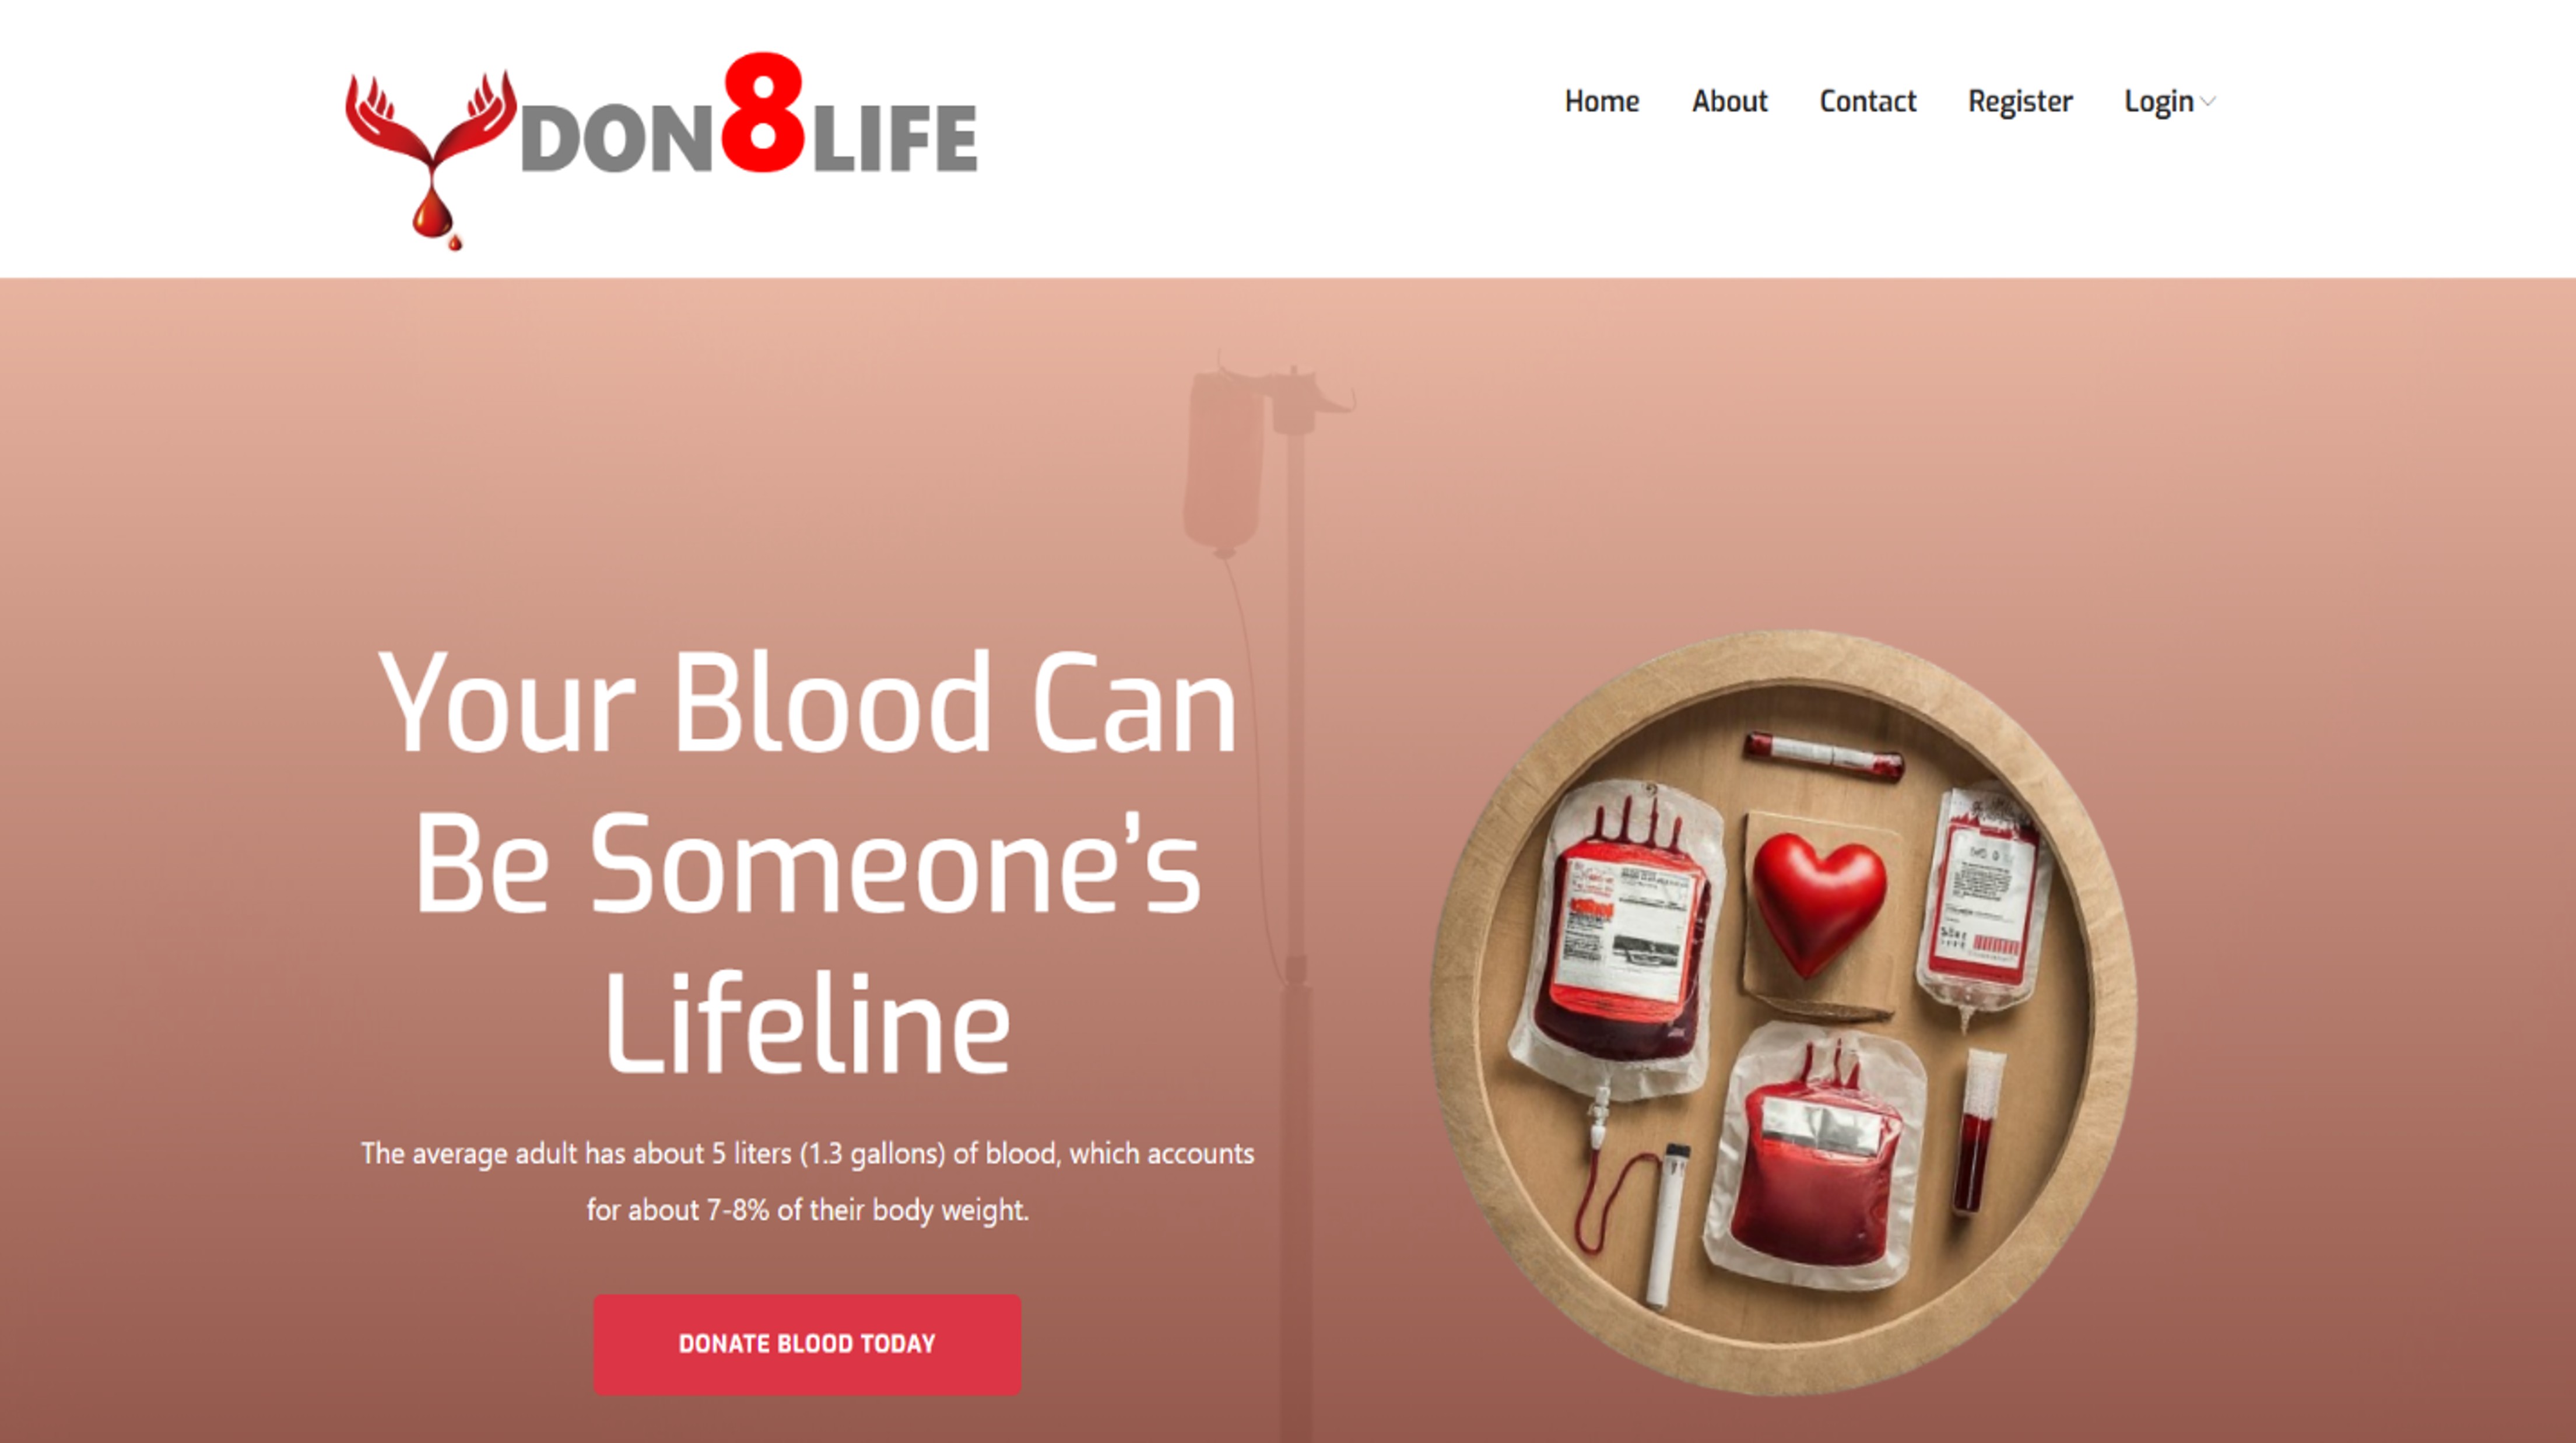 DON8LIFE
Home About Contact Register Login
Your Blood Can
Be Someone's
Lifeline
The average adult has about 5 liters (1.3 gallons) of blood, which accounts
for about 7-8% of their body weight.
DONATE BLOOD TODAY